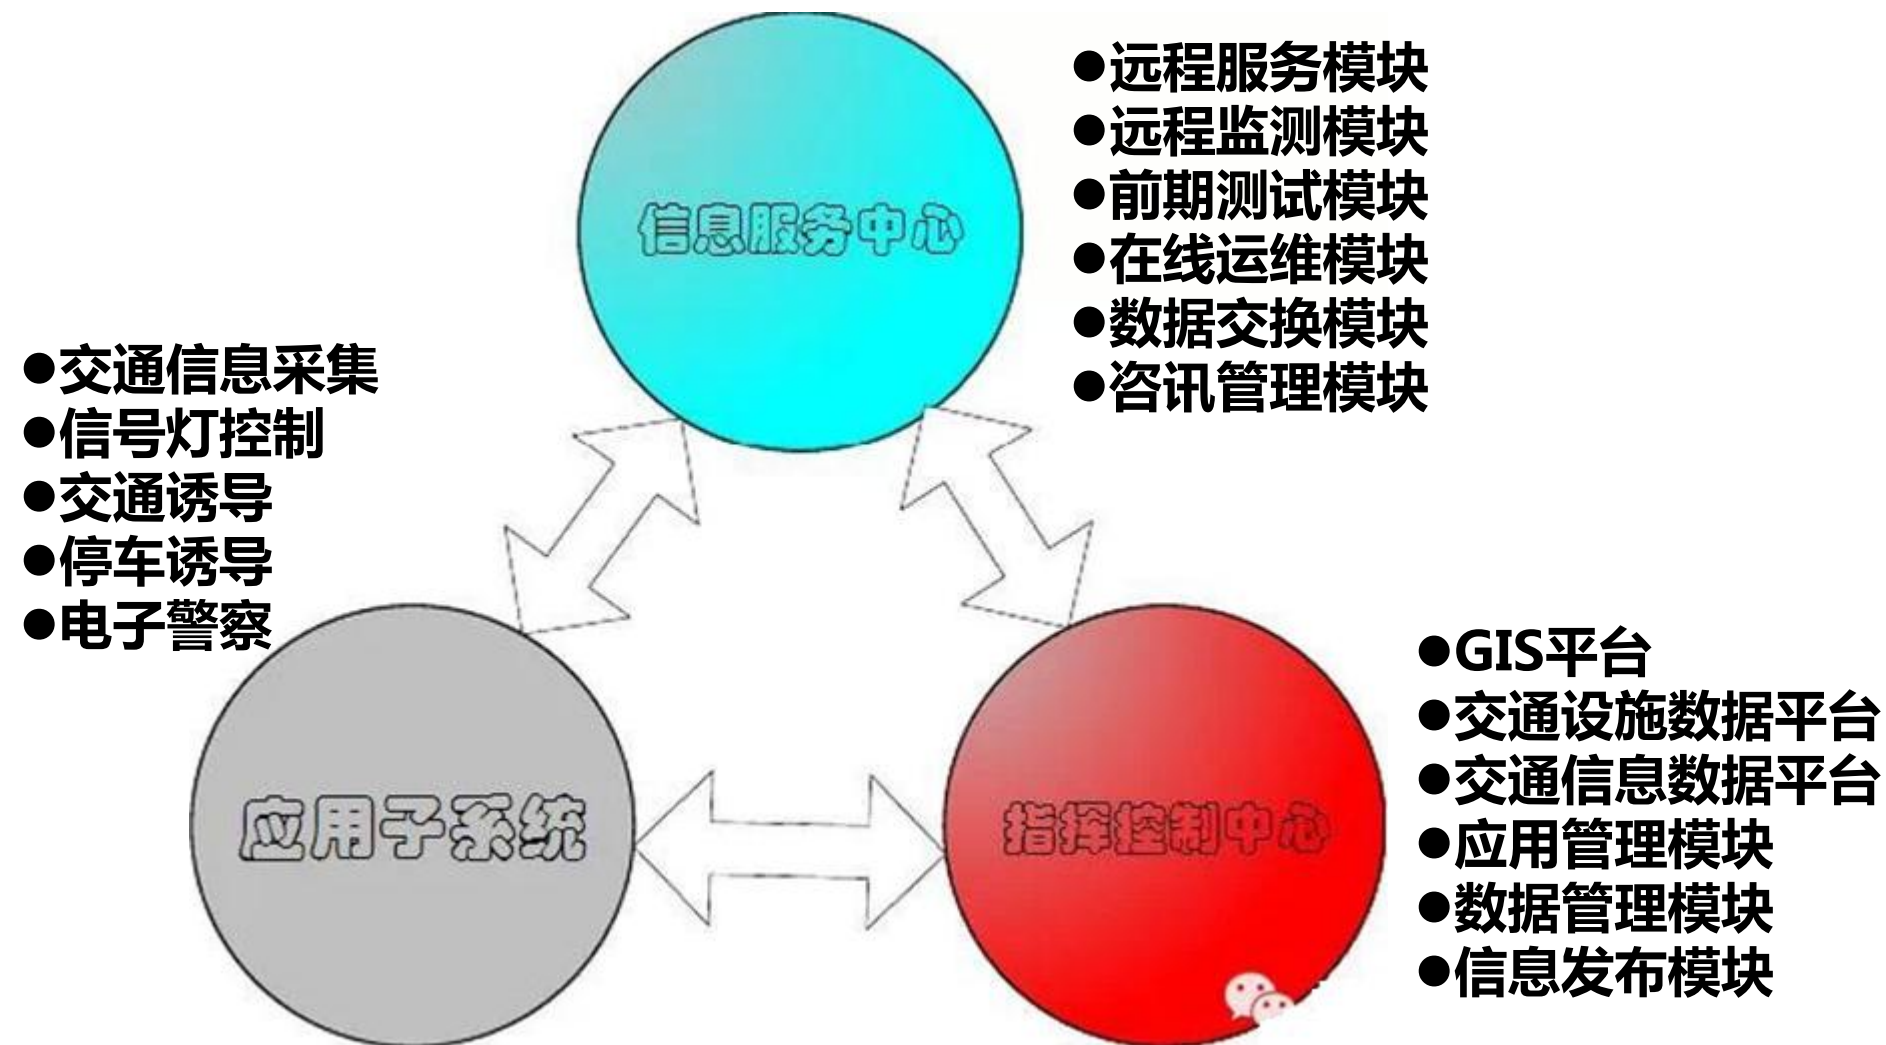 信息服务中心
●远程服务模块
●远程监测模块
●前期测试模块
●在线运维模块
●数据交换模块
●咨讯管理模块
●交通信息采集
●信号灯控制
●交通诱导
●停车诱导
●电子警察
应用子系统
指挥控制中心
●GIS平台
●交通设施数据平台
●交通信息数据平台
●应用管理模块
●数据管理模块
●信息发布模块